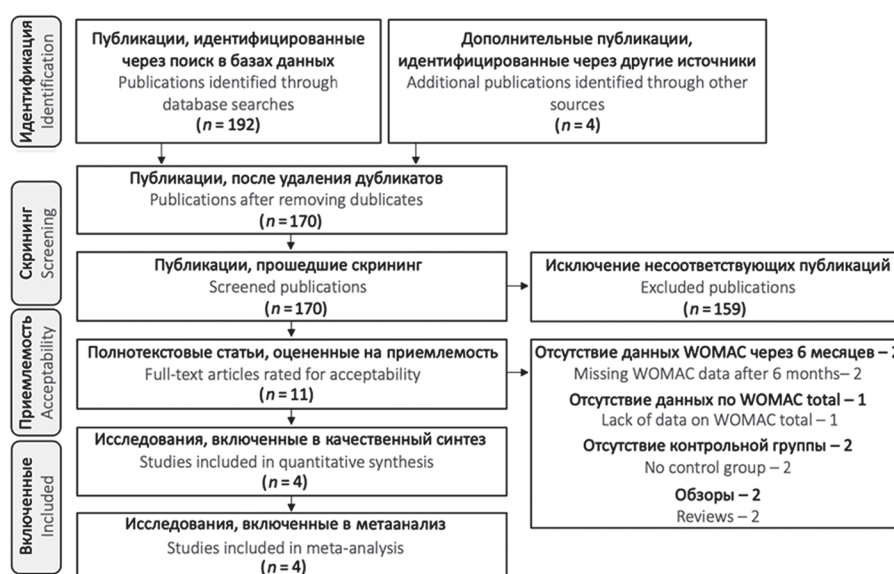 Идентификация
Identification
Публикации, идентифицированные
через поиск в базах данных
Publications identified through
database searches
(n = 192)
Дополнительные публикации,
идентифицированные через другие источники
Additional publications identified through other
sources
(n = 4)
Скрининг
Screening
Публикации, после удаления дубликатов
Publications after removing dublicates
(n = 170)
Публикации, прошедшие скрининг
Screened publications
(n = 170)
Исключение несоответствующих публикаций
Excluded publications
(n = 159)
Приемлемость
Acceptability
Полнотекстовые статьи, оцененные на приемлемость
Full-text articles rated for acceptability
(n = 11)
Отсутствие данных WOMAC через 6 месяцев – 2
Missing WOMAC data after 6 months– 2
Отсутствие данных по WOMAC total – 1
Lack of data on WOMAC total – 1
Отсутствие контрольной группы – 2
No control group – 2
Обзоры – 2
Reviews – 2
Включенные
Included
Исследования, включенные в качественный синтез
Studies included in quantitative synthesis
(n = 4)
Исследования, включенные в метаанализ
Studies included in meta-analysis
(n = 4)